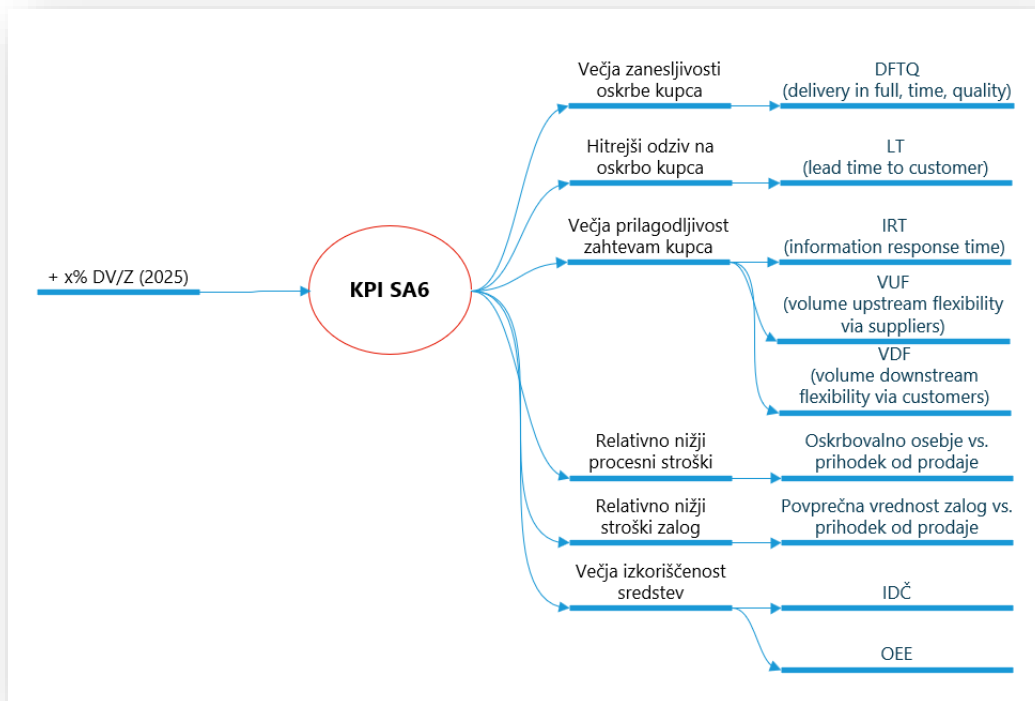 + x% DV/Z (2025)
KPI SA6
Večja zanesljivosti
oskrbe kupca
DFTQ
(delivery in full, time, quality)
Hitrejši odziv na
oskrbo kupca
LT
(lead time to customer)
Večja prilagodljivost
zahtevam kupca
IRT
(information response time)
VUF
(volume upstream flexibility
via suppliers)
VDF
(volume downstream
flexibility via customers)
Relativno nižji
procesni stroški
Oskrbovalno osebje vs.
prihodek od prodaje
Relativno nižji
stroški zalog
Povprečna vrednost zalog vs.
prihodek od prodaje
Večja izkoriščenost
sredstev
IDČ
OEE